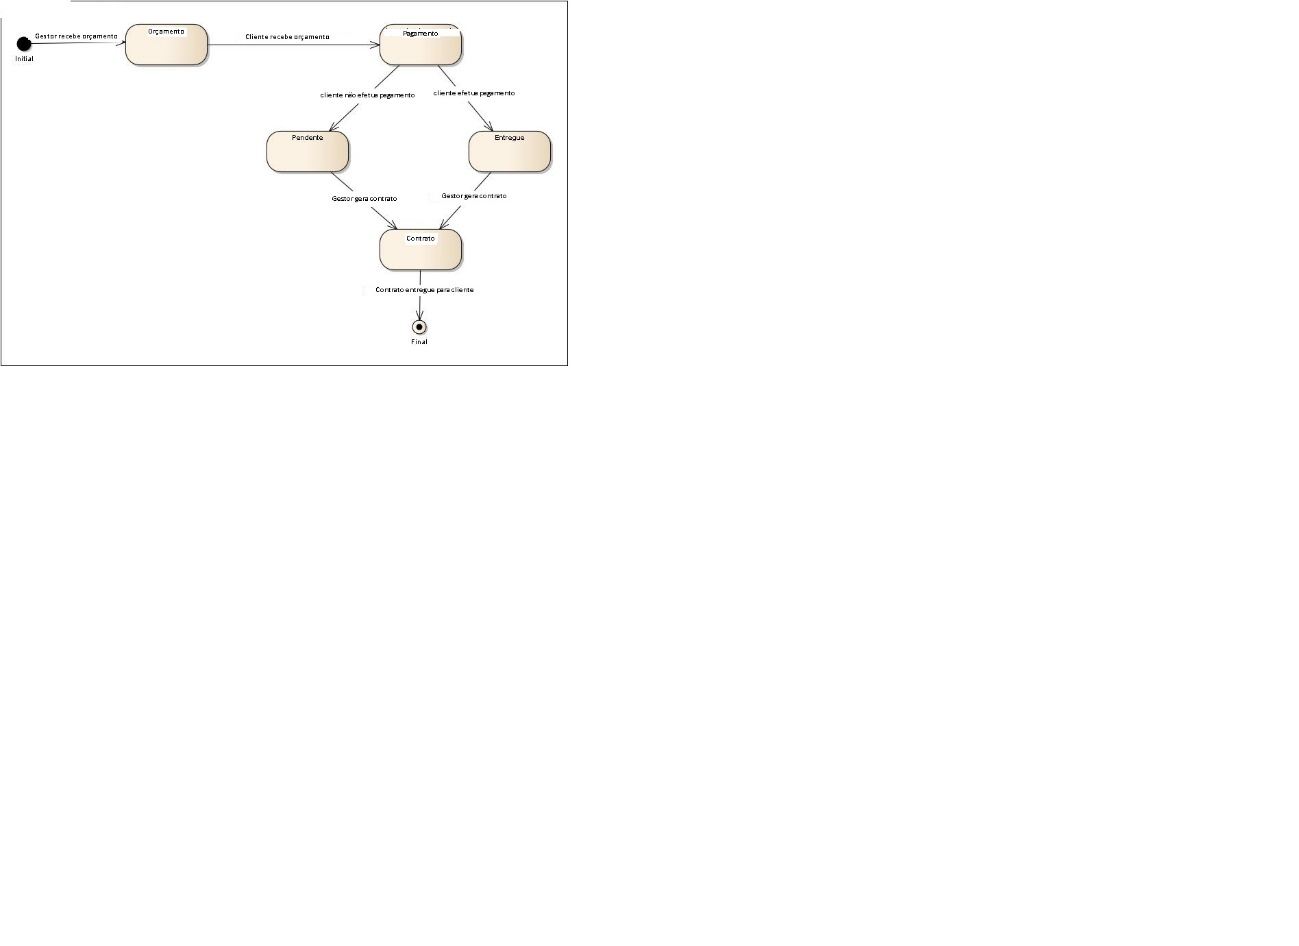 Gestor recebe orçamento
Orçamento
Cliente recebe orçamento
Pagamento
Initial
cliente não efetua pagamento
cliente efetua pagamento
Pendente
Entregue
Gestor gera contrato
Gestor gera contrato
Contrato
Contrato entregue para cliente
Final